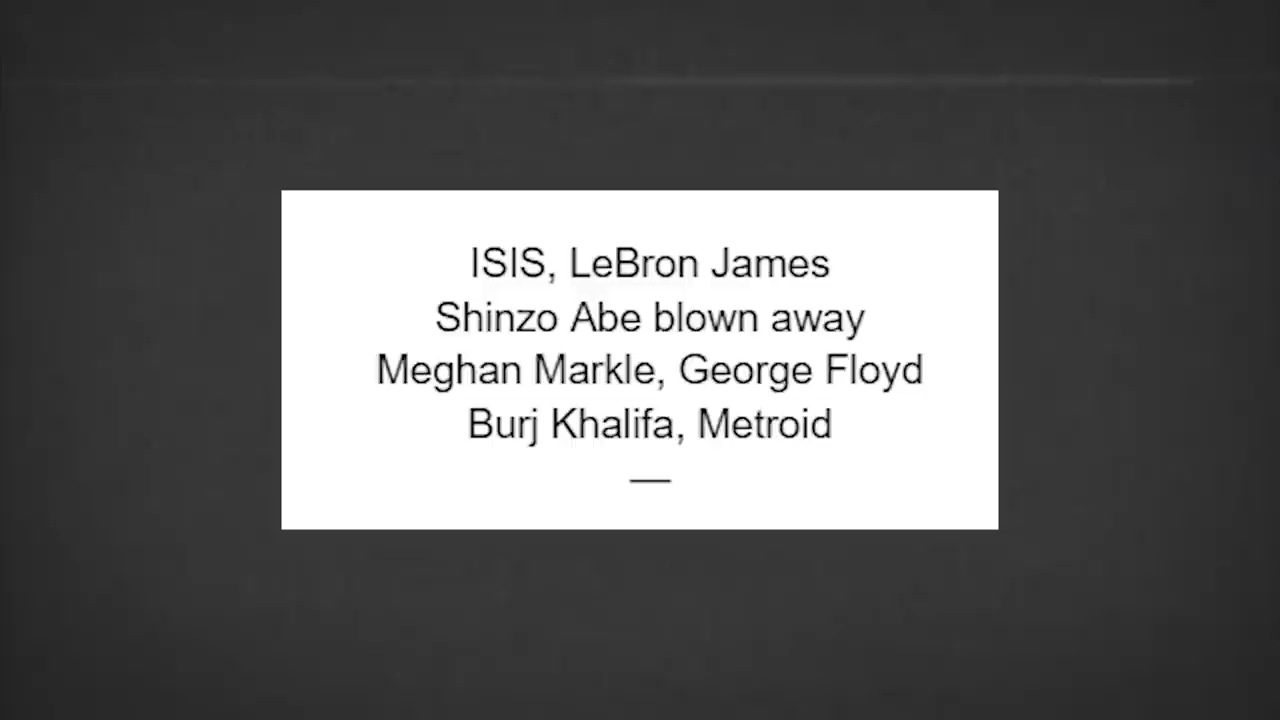 ISIS, LeBron James
Shinzo Abe blown away
Meghan Markle, George Floyd
Burj Khalifa, Metroid
—